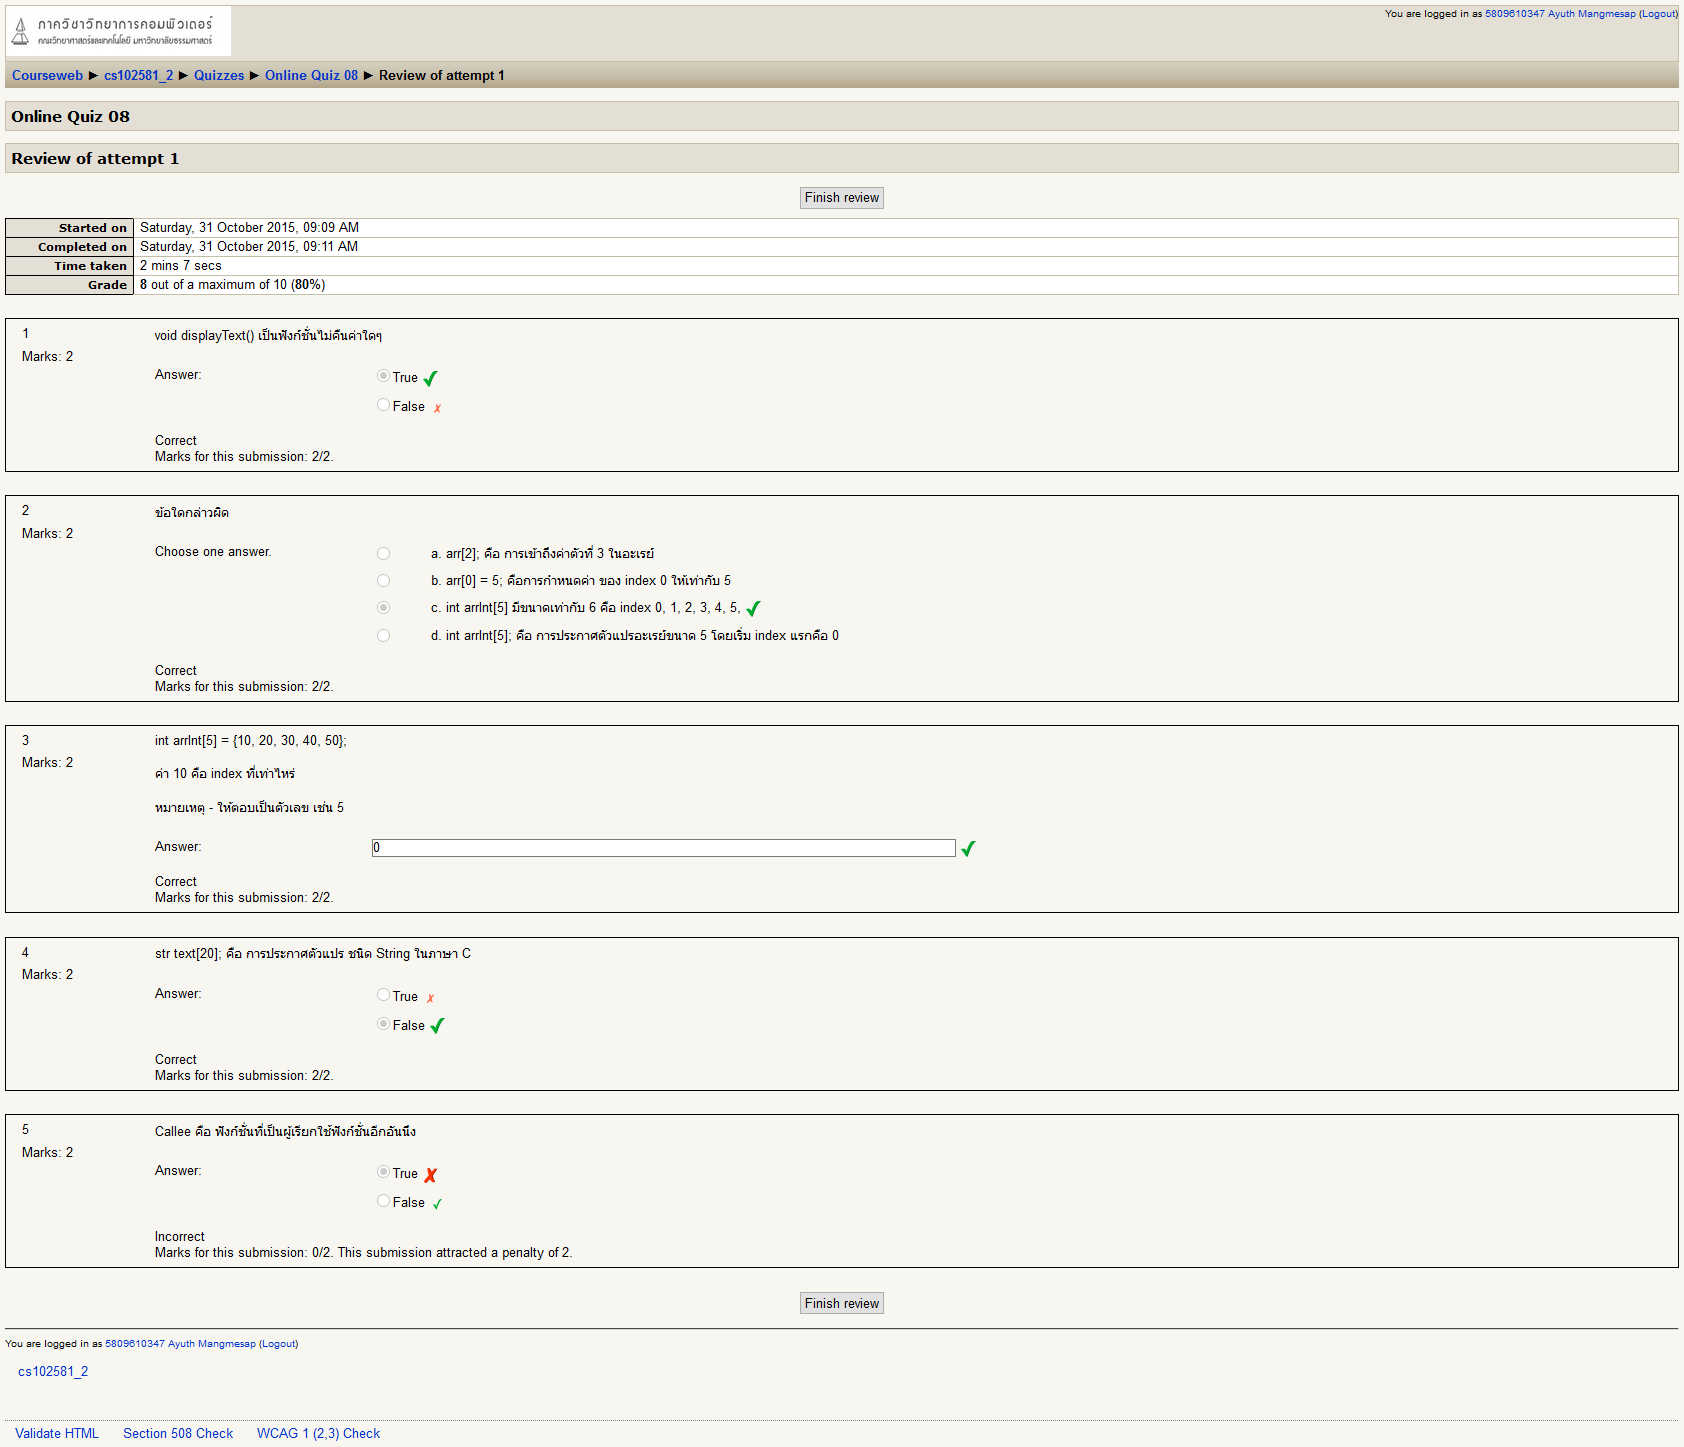 ภาควิชาวิทยาการคอมพิวเตอร์
คณะวิทยาศาสตร์และเทคโนโลยี มหาวิทยาลัยธรรมศาสตร์
You are logged in as 5809610347 Ayuth Mangmesap (Logout)
Courseweb ► cs102581_2 ► Quizzes ► Online Quiz 08 ► Review of attempt 1
Online Quiz 08
Review of attempt 1
Finish review
Started on Saturday, 31 October 2015, 09:09 AM
Completed on Saturday, 31 October 2015, 09:11 AM
Time taken 2 mins 7 secs
Grade 8 out of a maximum of 10 (80%)
1
Marks: 2
void displayText() เป็นฟังก์ชั่นไม่คืนค่าใดๆ
Answer:
True
False
Correct
Marks for this submission: 2/2.
2
Marks: 2
ข้อใดกล่าวผิด
Choose one answer.
a. arr[2]; คือ การเข้าถึงค่าตัวที่ 3 ในอะเรย์
b. arr[0] = 5; คือการกำหนดค่า ของ index 0 ให้เท่ากับ 5
c. int arrInt[5] มีขนาดเท่ากับ 6 คือ index 0, 1, 2, 3, 4, 5,
d. int arrInt[5]; คือ การประกาศตัวแปรอะเรย์ขนาด 5 โดยเริ่ม index แรกคือ 0
Correct
Marks for this submission: 2/2.
3
Marks: 2
int arrInt[5] = {10, 20, 30, 40, 50};
ค่า 10 คือ index ที่เท่าไหร่
หมายเหตุ - ให้ตอบเป็นตัวเลข เช่น 5
Answer:
0
Correct
Marks for this submission: 2/2.
4
Marks: 2
str text[20]; คือ การประกาศตัวแปร ชนิด String ในภาษา C
Answer:
True
False
Correct
Marks for this submission: 2/2.
5
Marks: 2
Callee คือ ฟังก์ชั่นที่เป็นผู้เรียกใช้ฟังก์ชั่นอีกอันนึง
Answer:
True
False
Incorrect
Marks for this submission: 0/2. This submission attracted a penalty of 2.
Finish review
You are logged in as 5809610347 Ayuth Mangmesap (Logout)
cs102581_2
Validate HTML Section 508 Check WCAG 1 (2,3) Check